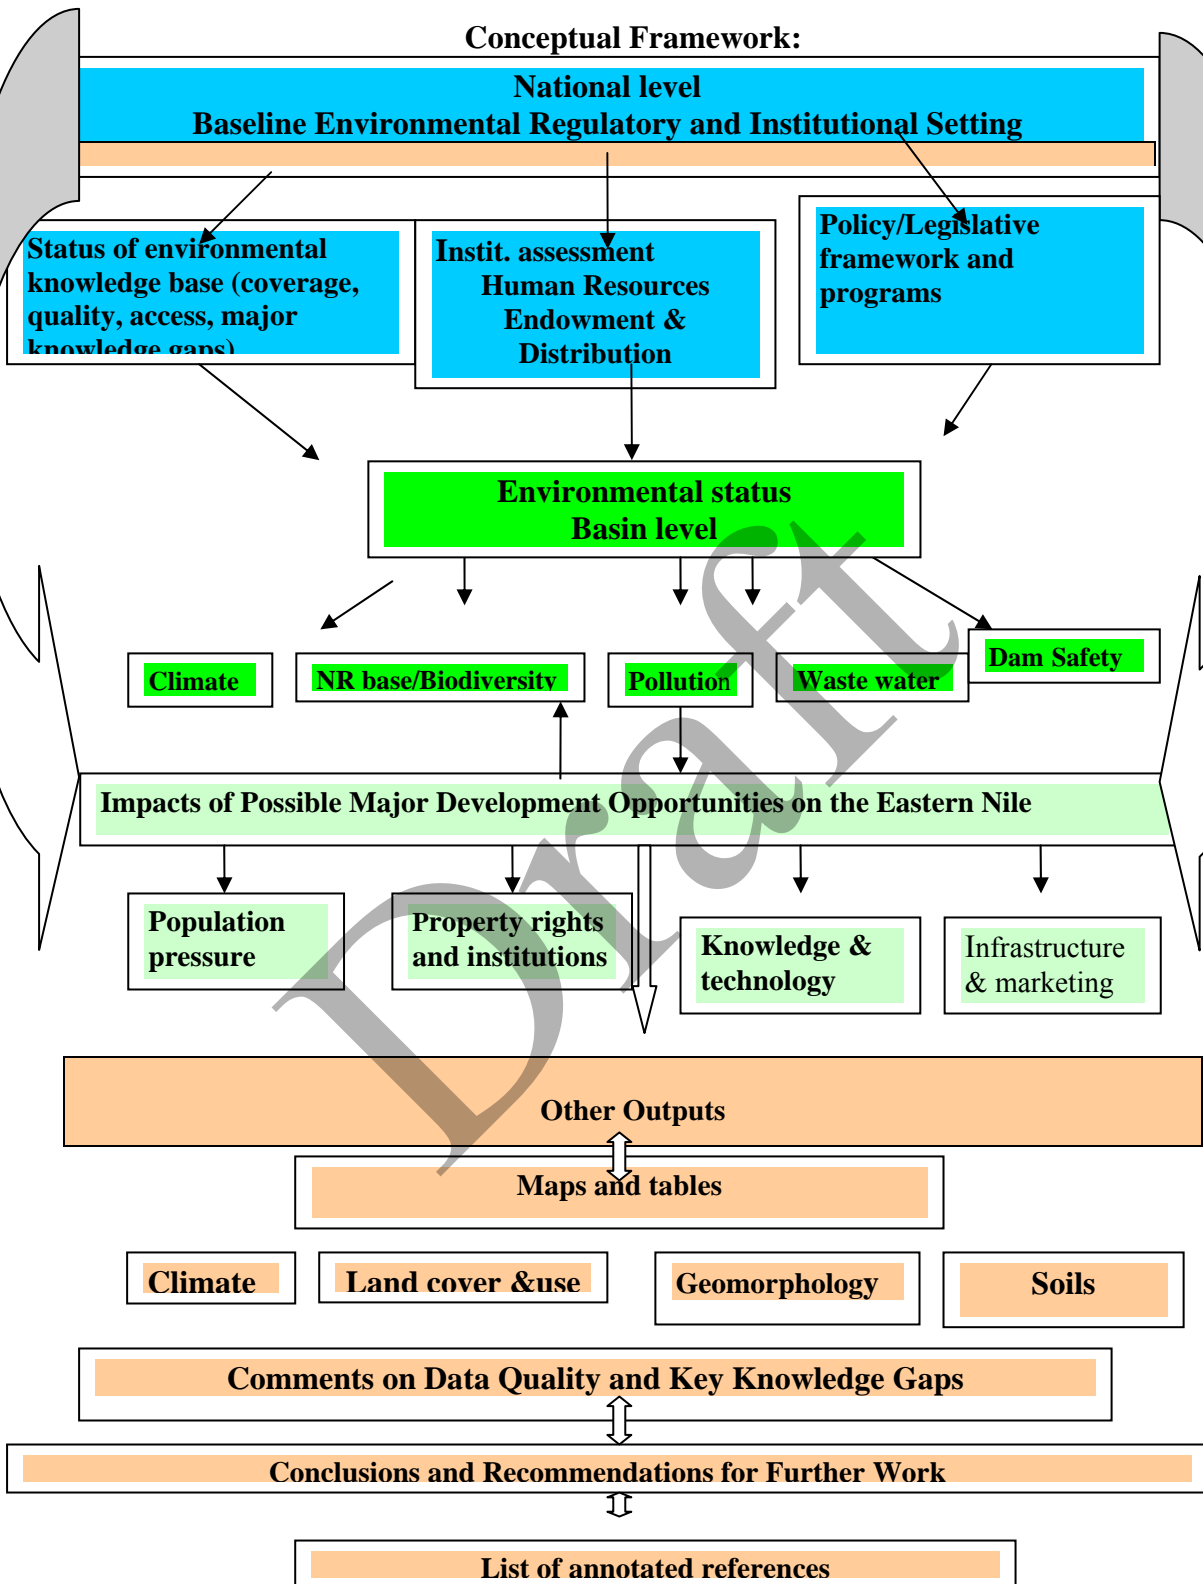 Conceptual Framework:
National level
Baseline Environmental Regulatory and Institutional Setting
Status of environmental
knowledge base (coverage,
quality, access, major
knowledge gaps)
Instit. assessment
Human Resources
Endowment &
Distribution
Policy/Legislative
framework and
programs
Environmental status
Basin level
Climate
NR base/Biodiversity
Pollution
Waste water
Dam Safety
Impacts of Possible Major Development Opportunities on the Eastern Nile
Population
pressure
Property rights
and institutions
Knowledge &
technology
Infrastructure
& marketing
Other Outputs
Maps and tables
Climate
Land cover &use
Geomorphology
Soils
Comments on Data Quality and Key Knowledge Gaps
Conclusions and Recommendations for Further Work
List of annotated references
Draft